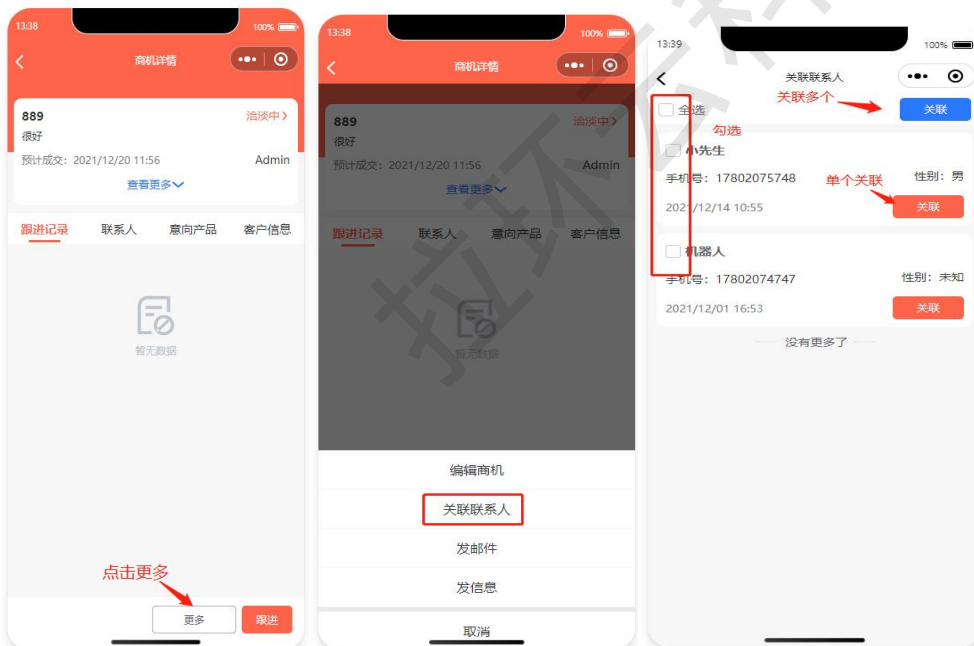 13:38
100%
商机详情
889
洽淡中
很好
预计成交：2021/12/20 11:56
Admin
查看更多
跟进记录 联系人 意向产品 客户信息
暂无数据
点击更多
更多
跟进
13:38
100%
商机详情
889
洽淡中
很好
预计成交：2021/12/20 11:56
Admin
查看更多
跟进记录 联系人 意向产品 客户信息
暂无数据
编辑商机
关联联系人
发邮件
发信息
取消
13:39
100%
关联联系人
关联多个
全选
关联
勾选
小先生
手机号：17802075748
单个关联
性别：男
2021/12/14 10:55
关联
机器人
手机号：17802074747
性别：未知
2021/12/01 16:53
关联
没有更多了
拉环云科